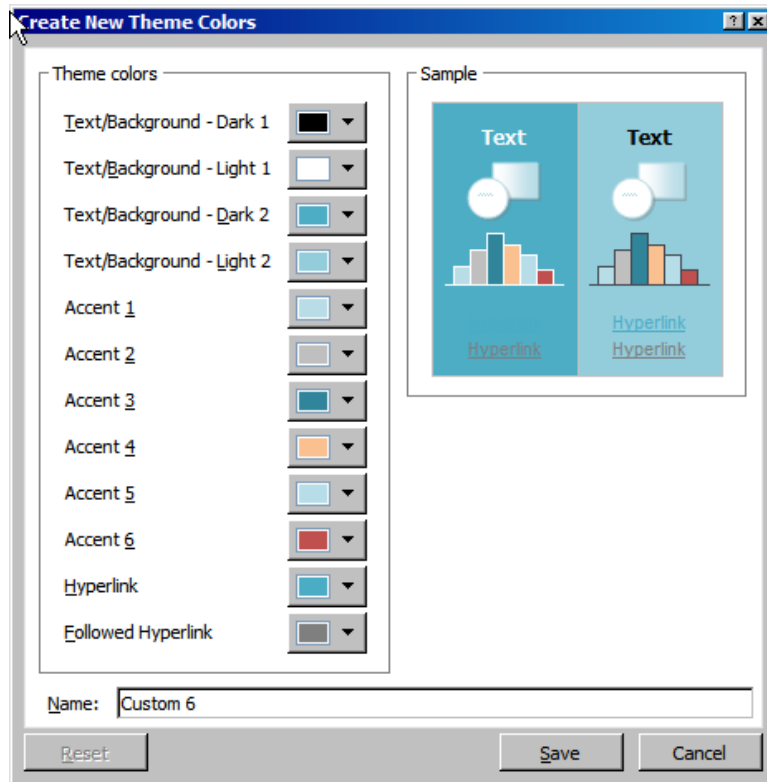 Create New Theme Colors
Theme colors
Text/Background - Dark 1
Text/Background - Light 1
Text/Background - Dark 2
Text/Background - Light 2
Accent 1
Accent 2
Accent 3
Accent 4
Accent 5
Accent 6
Hyperlink
Followed Hyperlink
Sample
Text Text
Hyperlink
Hyperlink Hyperlink
Name: Custom 6
Reset Save Cancel